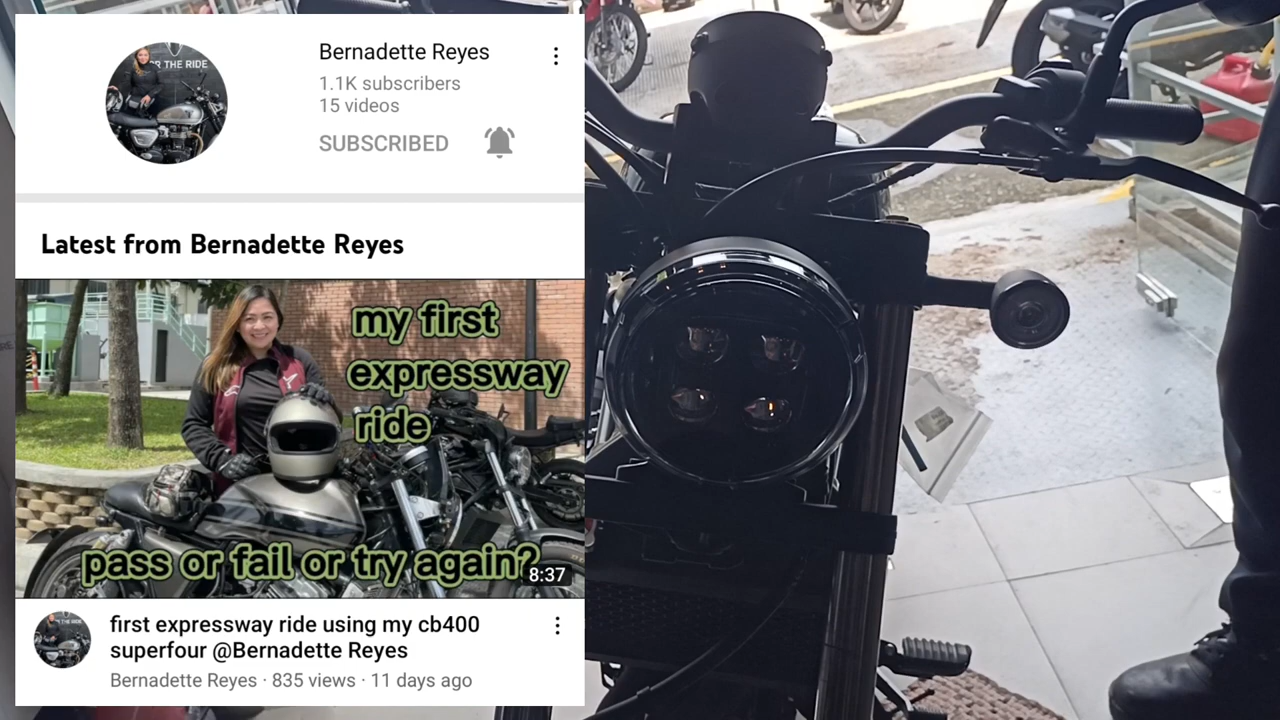 Bernadette Reyes
1.1K subscribers
15 videos
SUBSCRIBED
THE RIDE
Latest from Bernadette Reyes
my first
expressway
ride
pass or fail or try again?
8:37
first expressway ride using my cb400
superfour @Bernadette Reyes
Bernadette Reyes · 835 views · 11 days ago